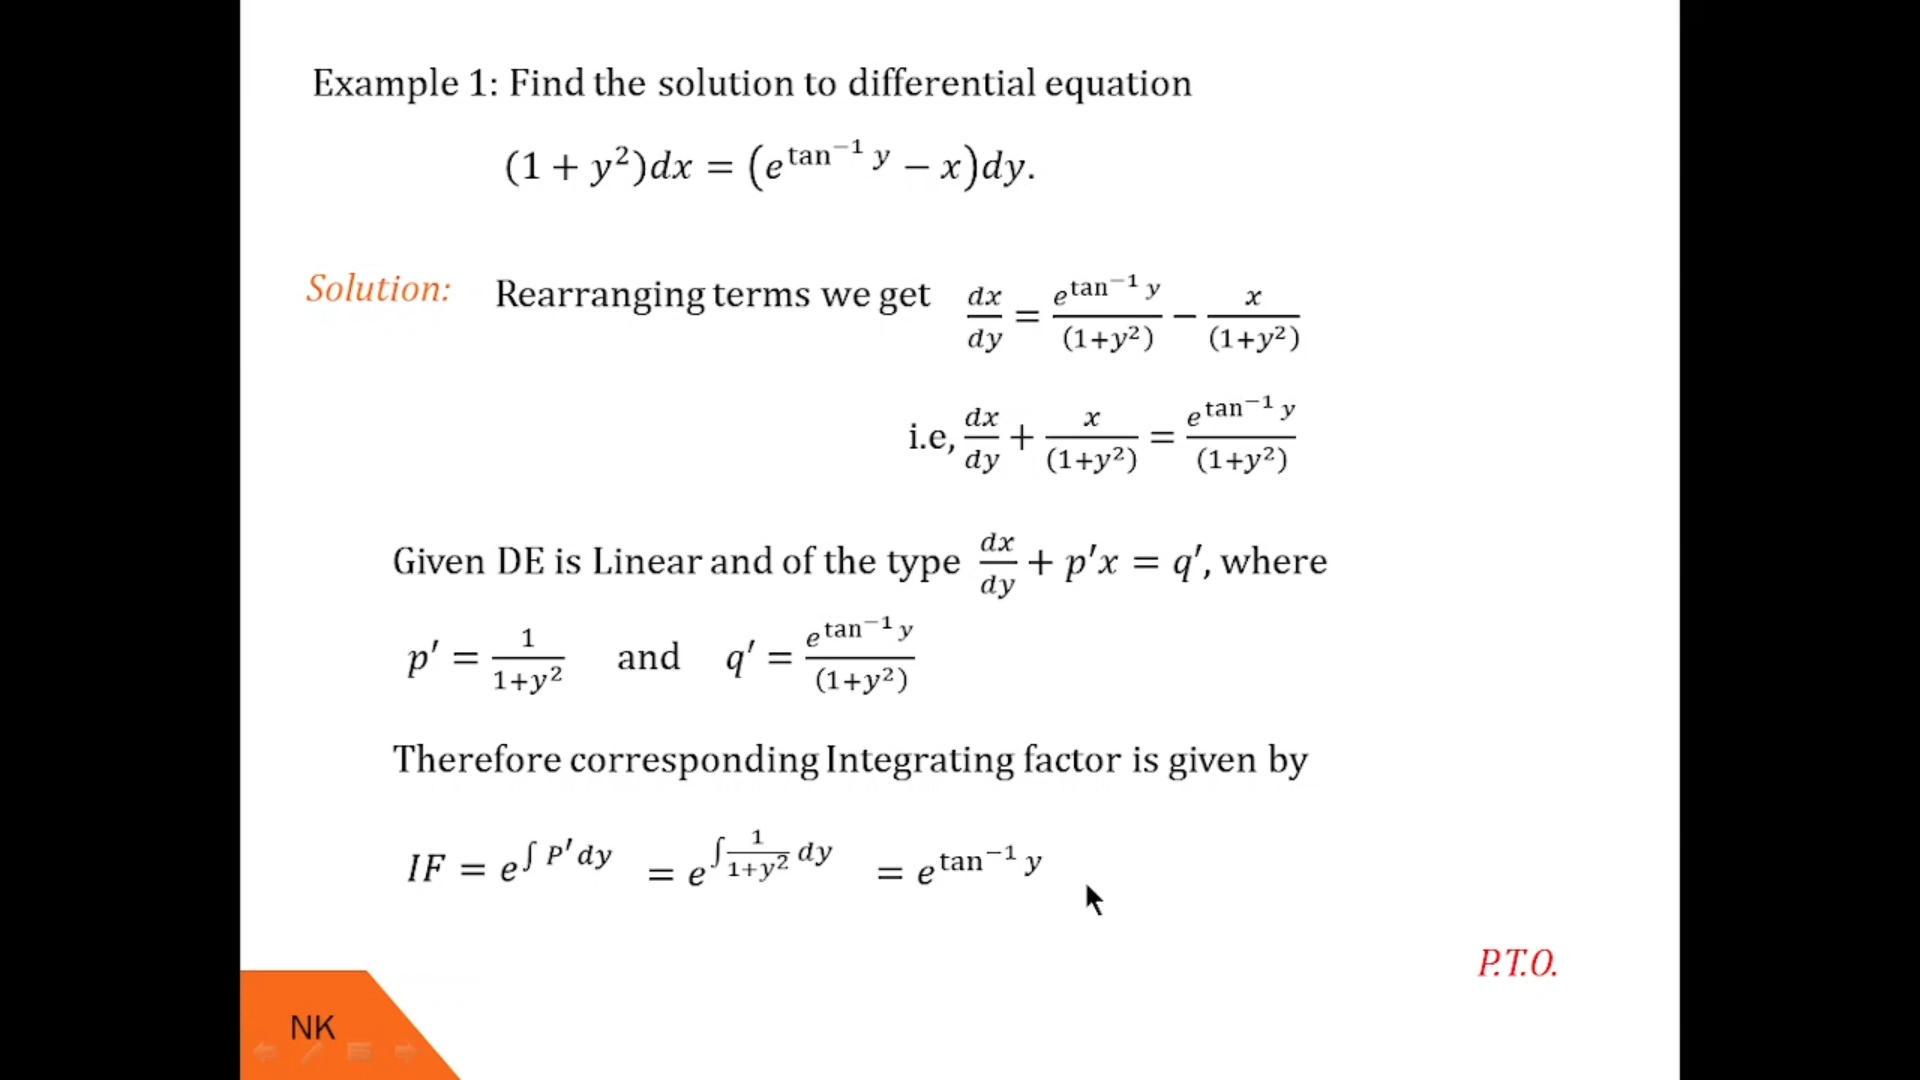 Example 1: Find the solution to differential equation
(1 + y²)dx = (e^{tan⁻¹ y} − x)dy.
Solution: Rearranging terms we get dx/dy = e^{tan⁻¹ y}/(1+y²) − x/(1+y²)
i.e, dx/dy + x/(1+y²) = e^{tan⁻¹ y}/(1+y²)
Given DE is Linear and of the type dx/dy + p′x = q′, where
p′ = 1/1+y² and q′ = e^{tan⁻¹ y}/(1+y²)
Therefore corresponding Integrating factor is given by
IF = e^{∫ P′dy} = e^{∫ 1/1+y² dy} = e^{tan⁻¹ y}
P.T.O.
NK